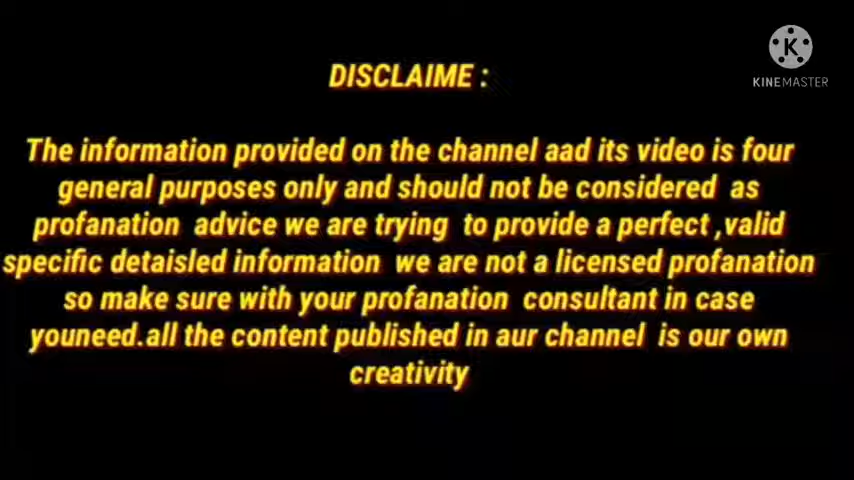 K
KINEMASTER
DISCLAIME :
The information provided on the channel aad its video is four
general purposes only and should not be considered as
profanation advice we are trying to provide a perfect ,valid
specific detaisled information we are not a licensed profanation
so make sure with your profanation consultant in case
youneed.all the content published in aur channel is our own
creativity